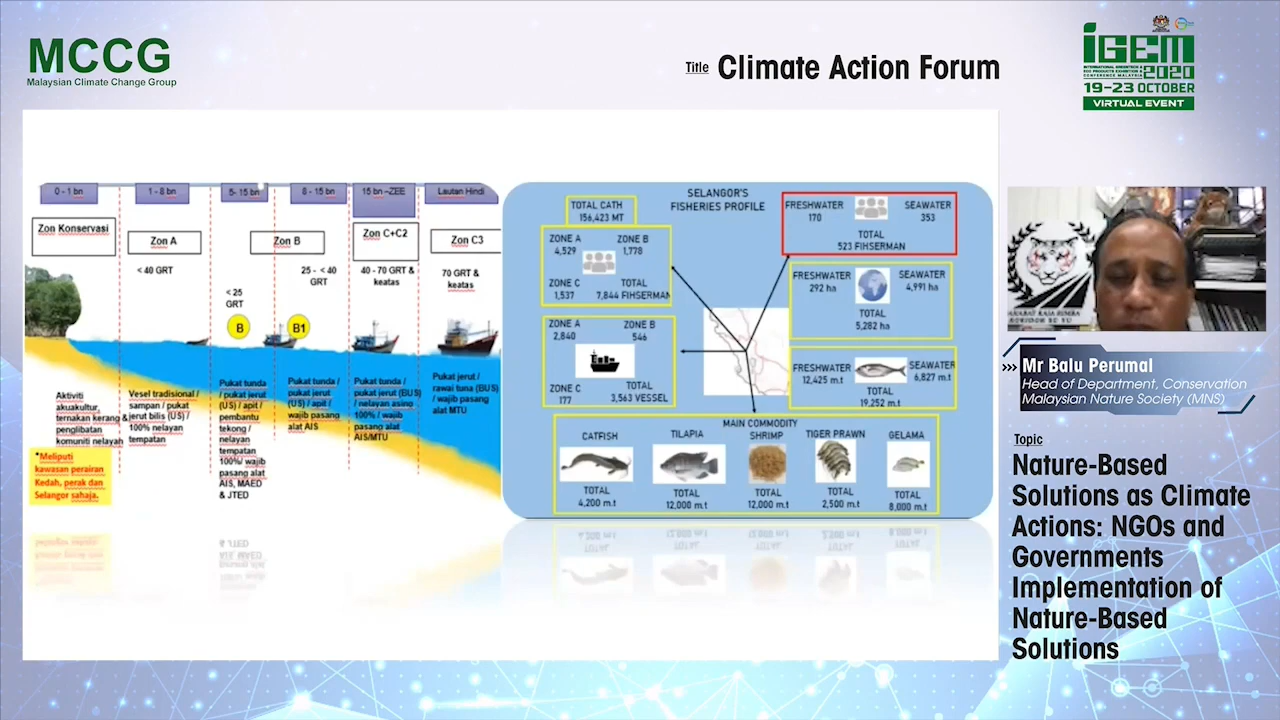 MCCG
Malaysian Climate Change Group
Title Climate Action Forum
iGEM
INTERNATIONAL GREENTECH &
ECO PRODUCTS EXHIBITION &
CONFERENCE MALAYSIA
2020
19-23 OCTOBER
VIRTUAL EVENT
0 - 1 bn
1 - 8 bn
5- 15 bn
8 - 15 bn
15 bn –ZEE
Lautan Hindi
Zon Konservasi
Zon A
Zon B
Zon C+C2
Zon C3
< 40 GRT
< 25
GRT
25 - < 40
GRT
40 - 70 GRT &
keatas
70 GRT &
keatas
B
B1
Aktiviti
akuakultur,
ternakan kerang &
penglibatan
komuniti nelayah
*Meliputi
kawasan perairan
Kedah, perak dan
Selangor sahaja.
Vesel tradisional /
sampan / pukat
jerut bilis (US) /
100% nelayan
tempatan
Pukat tunda
/ pukat jerut
(US) / apit /
pembantu
tekong /
nelayan
tempatan
100%/ wajib
pasang alat
AIS, MAED
& JTED
Pukat tunda /
pukat jerut
(US) / apit /
wajib pasang
alat AIS
Pukat tunda /
pukat jerut (BUS)
/ nelayan asing
100% / wajib
pasang alat
AIS/MTU
Pukat jerut /
rawai tuna (BUS)
/ wajib pasang
alat MTU
SELANGOR'S
FISHERIES PROFILE
TOTAL CATH
156,423 MT
ZONE A
4,529
ZONE B
1,778
ZONE C
1,537
TOTAL
7,844 FIHSERMAN
ZONE A
2,840
ZONE B
546
ZONE C
177
TOTAL
3,563 VESSEL
FRESHWATER
170
SEAWATER
353
TOTAL
523 FIHSERMAN
FRESHWATER
292 ha
SEAWATER
4,991 ha
TOTAL
5,282 ha
FRESHWATER
12,425 m.t
SEAWATER
6,827 m.t
TOTAL
19,252 m.t
MAIN COMMODITY
CATFISH
TOTAL
4,200 m.t
TILAPIA
TOTAL
12,000 m.t
SHRIMP
TOTAL
12,000 m.t
TIGER PRAWN
TOTAL
2,500 m.t
GELAMA
TOTAL
8,000 m.t
Mr Balu Perumal
Head of Department, Conservation
Malaysian Nature Society (MNS)
Topic
Nature-Based
Solutions as Climate
Actions: NGOs and
Governments
Implementation of
Nature-Based
Solutions